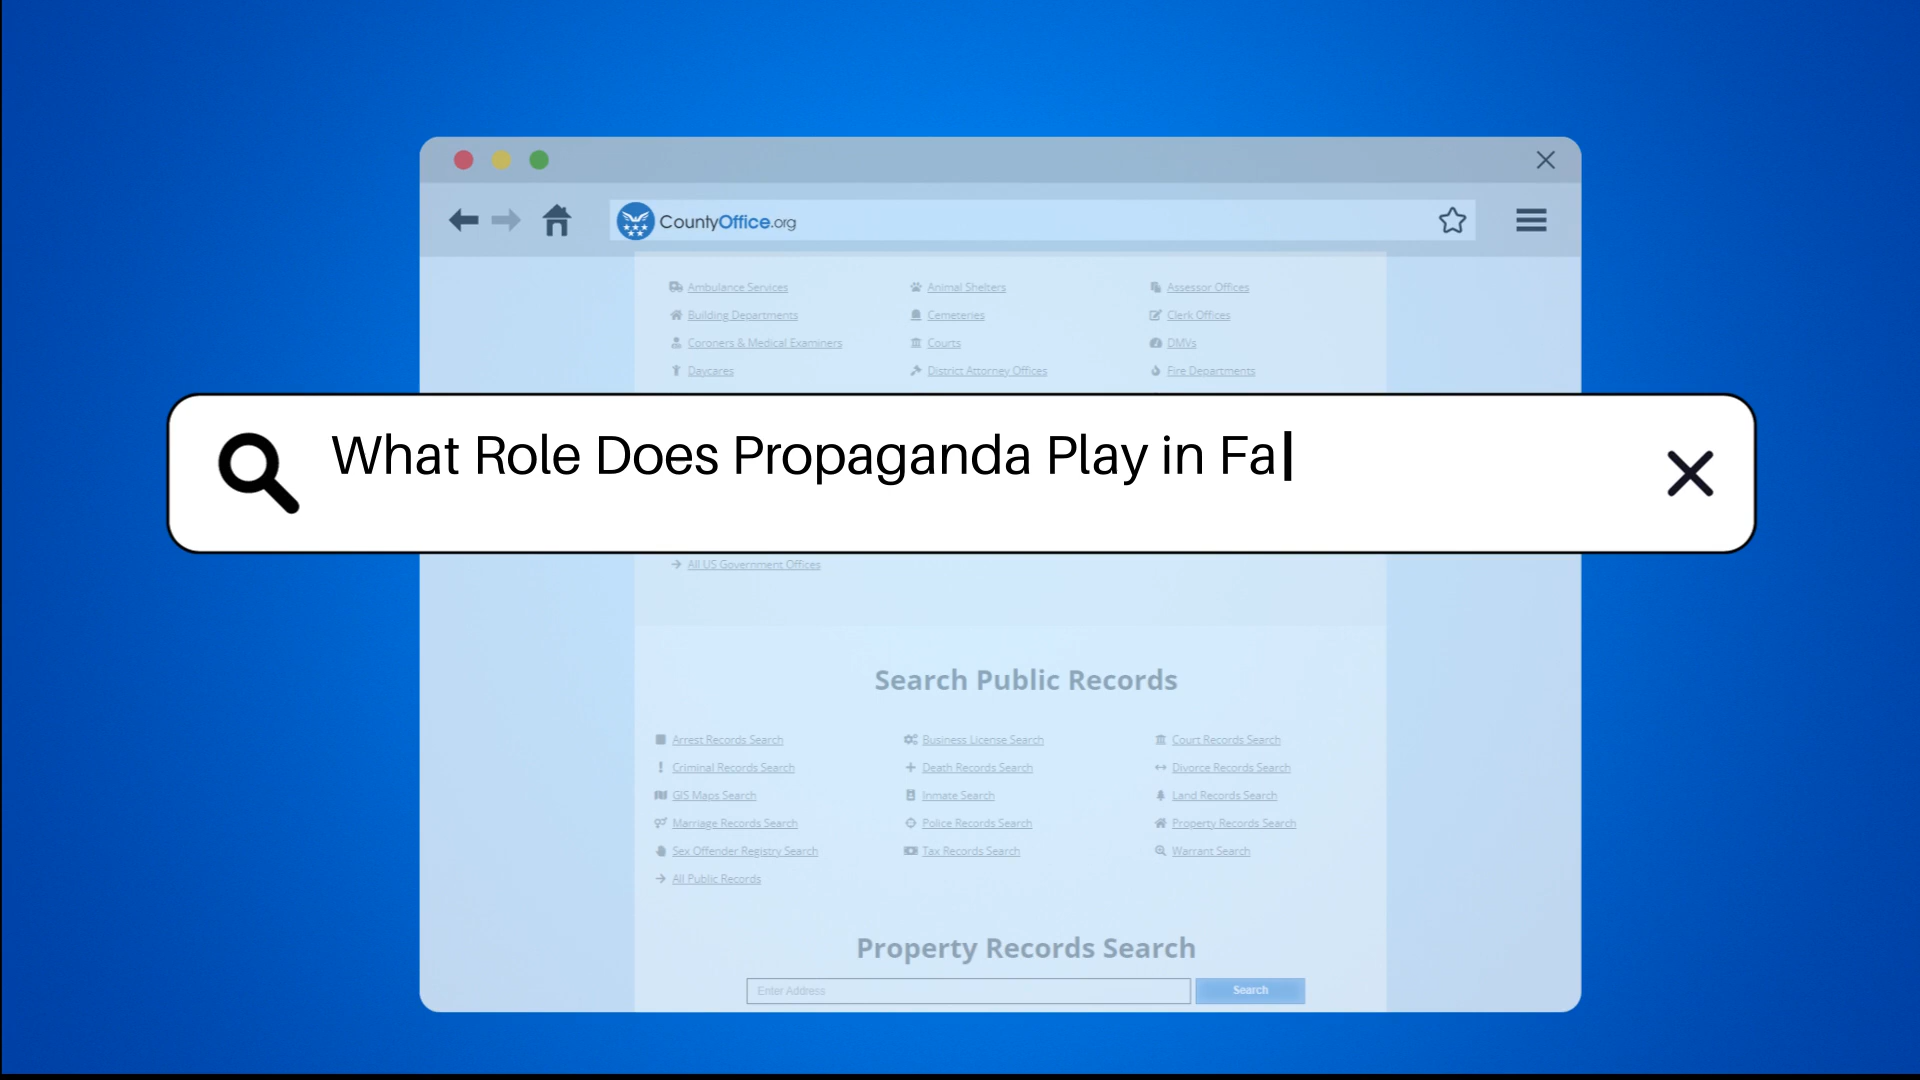 CountyOffice.org
Ambulance Services Animal Shelters Assessor Offices
Building Departments Cemeteries Clerk Offices
Coroners & Medical Examiners Courts DMVs
Daycares District Attorney Offices Fire Departments
What Role Does Propaganda Play in Fa
All US Government Offices
Search Public Records
Arrest Records Search Business License Search Court Records Search
Criminal Records Search Death Records Search Divorce Records Search
GIS Maps Search Inmate Search Land Records Search
Marriage Records Search Police Records Search Property Records Search
Sex Offender Registry Search Tax Records Search Warrant Search
All Public Records
Property Records Search
Enter Address Search